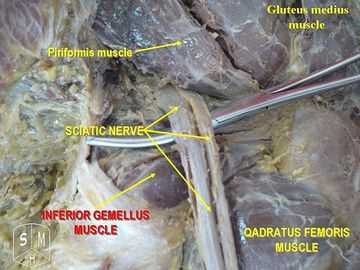 Gluteus medius
muscle
Piriformis muscle
SCIATIC NERVE
INFERIOR GEMELLUS
MUSCLE
QADRATUS FEMORIS
MUSCLE
S M
H